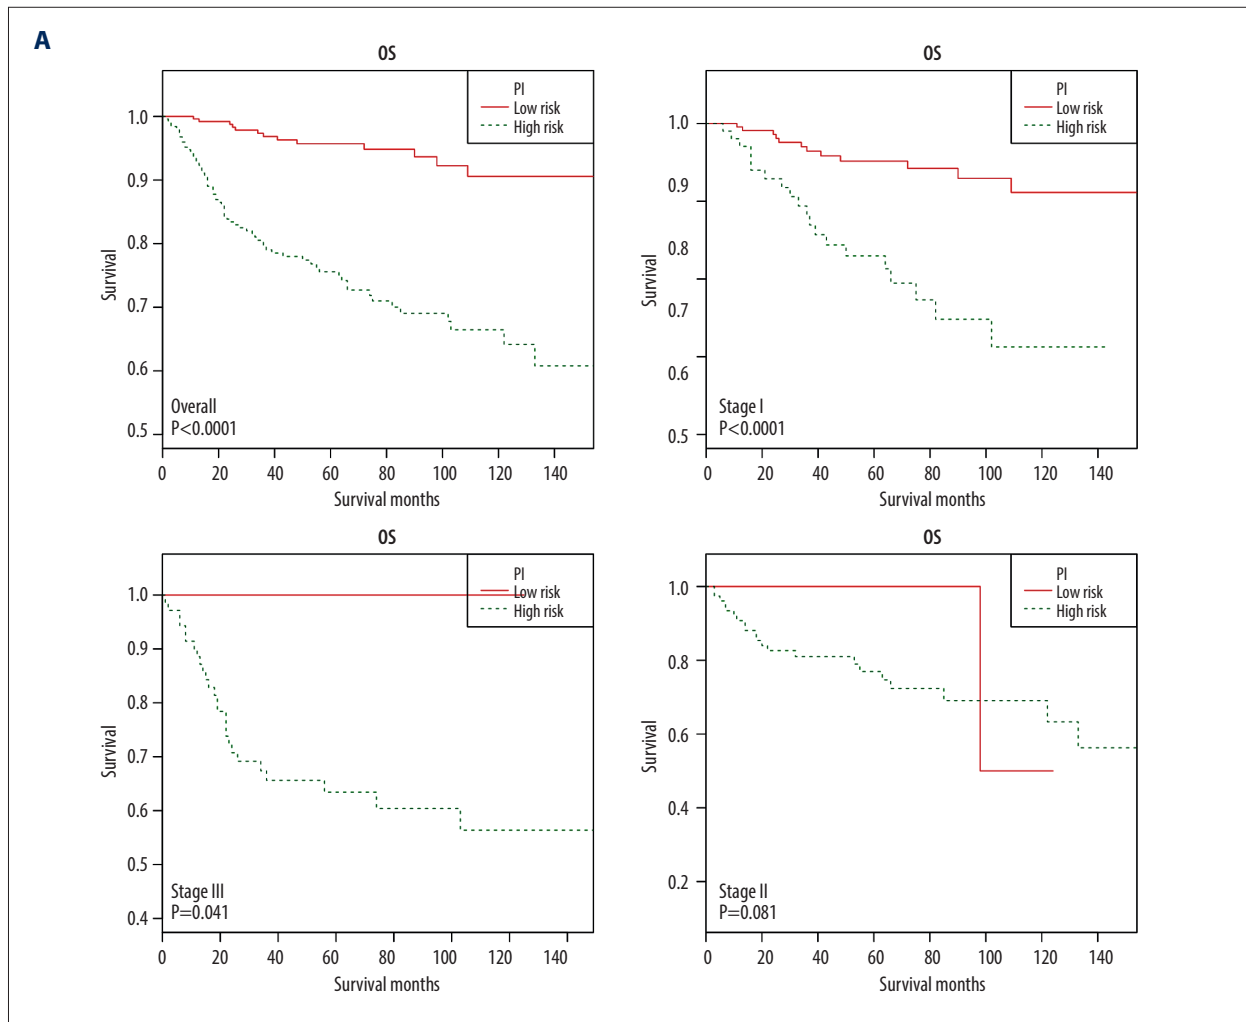 A
OS
PI
Low risk
High risk
1.0
0.9
0.8
0.7
0.6
0.5
Survival
Overall
P<0.0001
0 20 40 60 80 100 120 140
Survival months
OS
PI
Low risk
High risk
1.0
0.9
0.8
0.7
0.6
0.5
Survival
Stage I
P<0.0001
0 20 40 60 80 100 120 140
Survival months
OS
PI
Low risk
High risk
1.0
0.9
0.8
0.7
0.6
0.5
0.4
Survival
Stage III
P=0.041
0 20 40 60 80 100 120 140
Survival months
OS
PI
Low risk
High risk
1.0
0.8
0.6
0.4
0.2
Survival
Stage II
P=0.081
0 20 40 60 80 100 120 140
Survival months